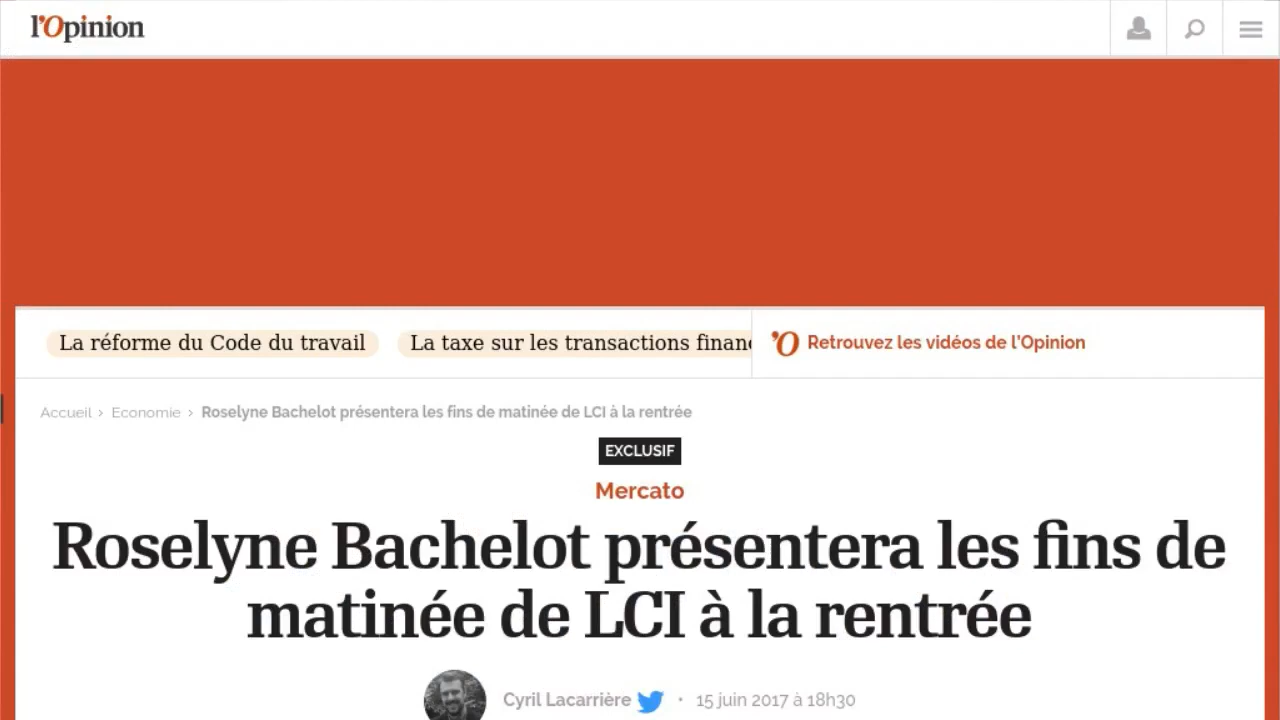 l'Opinion
La réforme du Code du travail
La taxe sur les transactions financ
'O Retrouvez les vidéos de l'Opinion
Accueil › Economie › Roselyne Bachelot présentera les fins de matinée de LCI à la rentrée
EXCLUSIF
Mercato
Roselyne Bachelot présentera les fins de
matinée de LCI à la rentrée
Cyril Lacarrière • 15 juin 2017 à 18h30